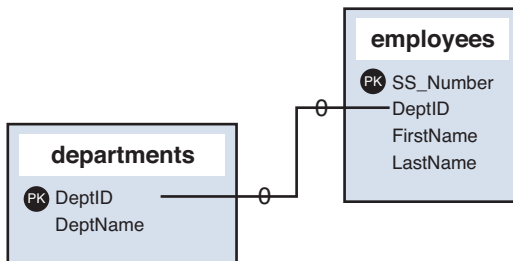 employees
PK SS_Number
DeptID
FirstName
LastName
departments
PK DeptID
DeptName